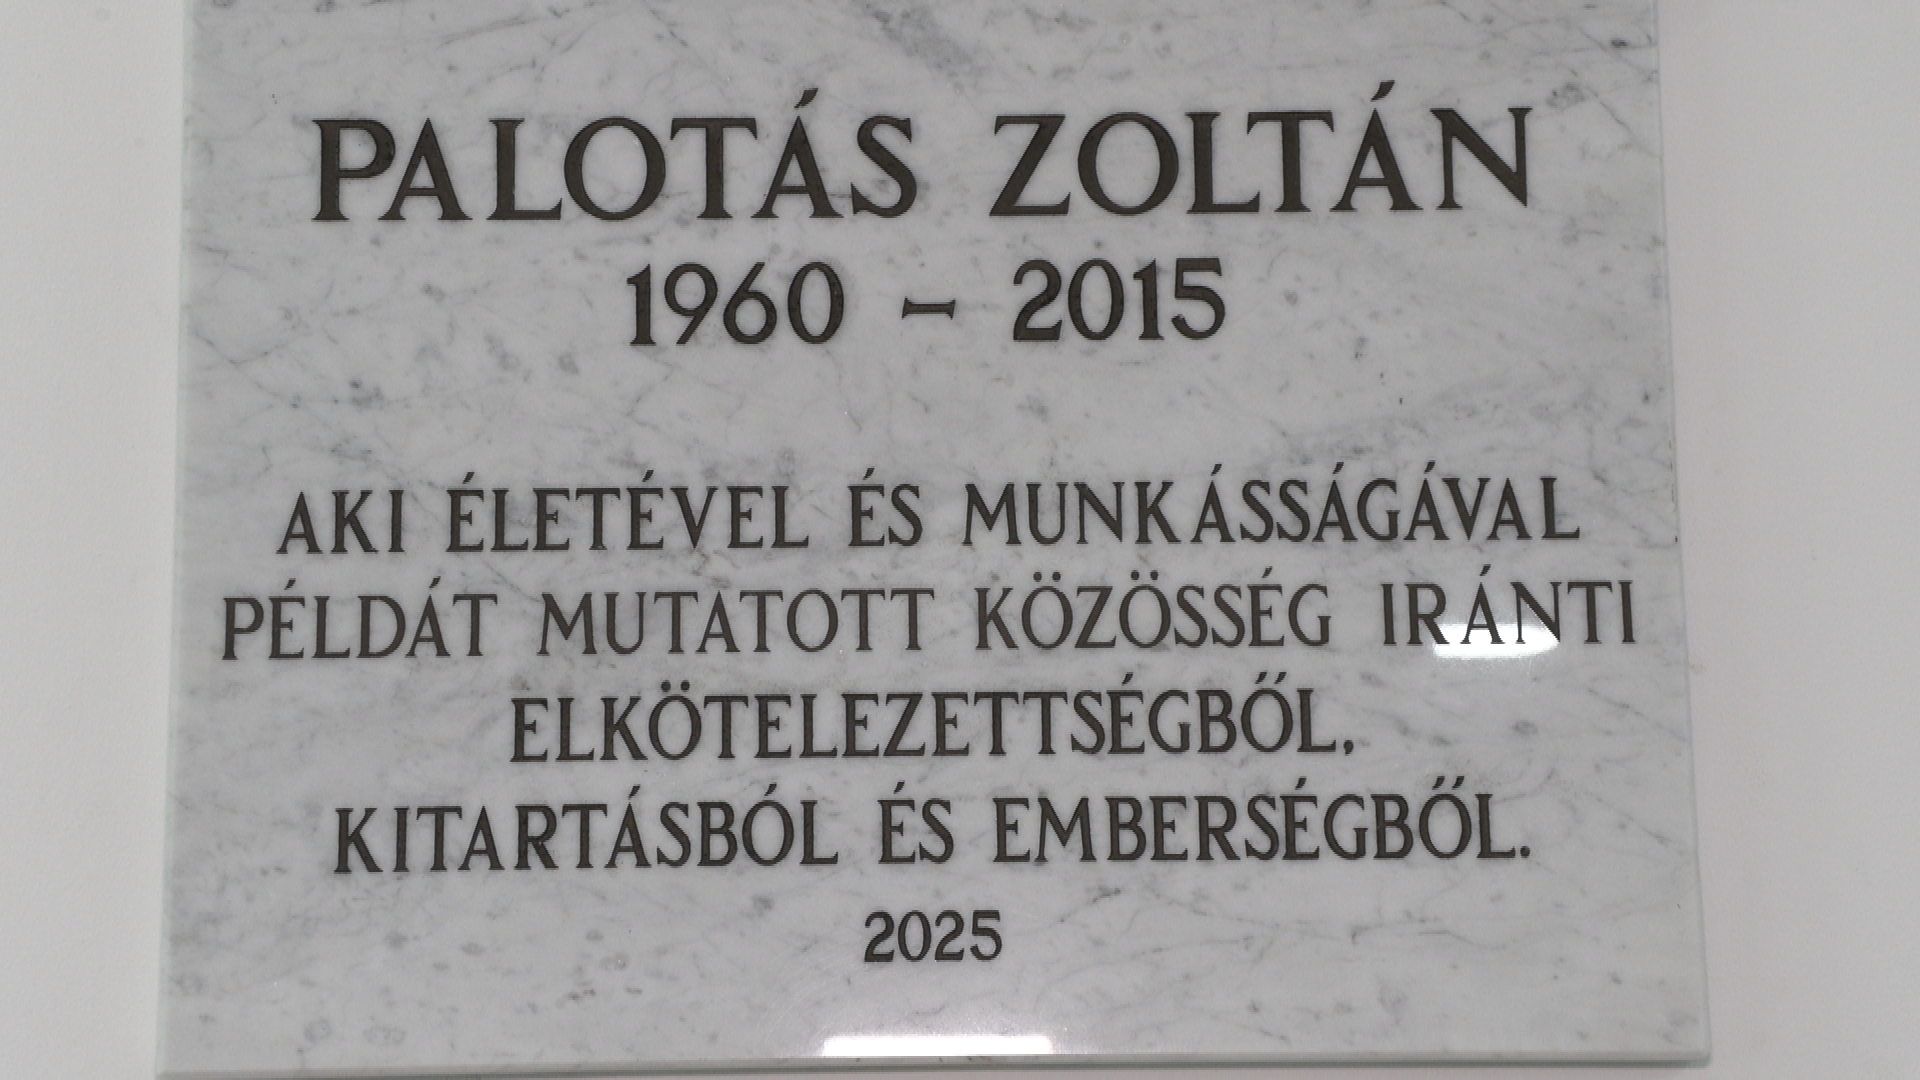 PALOTÁS ZOLTÁN
1960 – 2015
AKI ÉLETÉVEL ÉS MUNKÁSSÁGÁVAL
PÉLDÁT MUTATOTT KÖZÖSSÉG IRÁNTI
ELKÖTELEZETTSÉGBŐL,
KITARTÁSBÓL ÉS EMBERSÉGBŐL.
2025